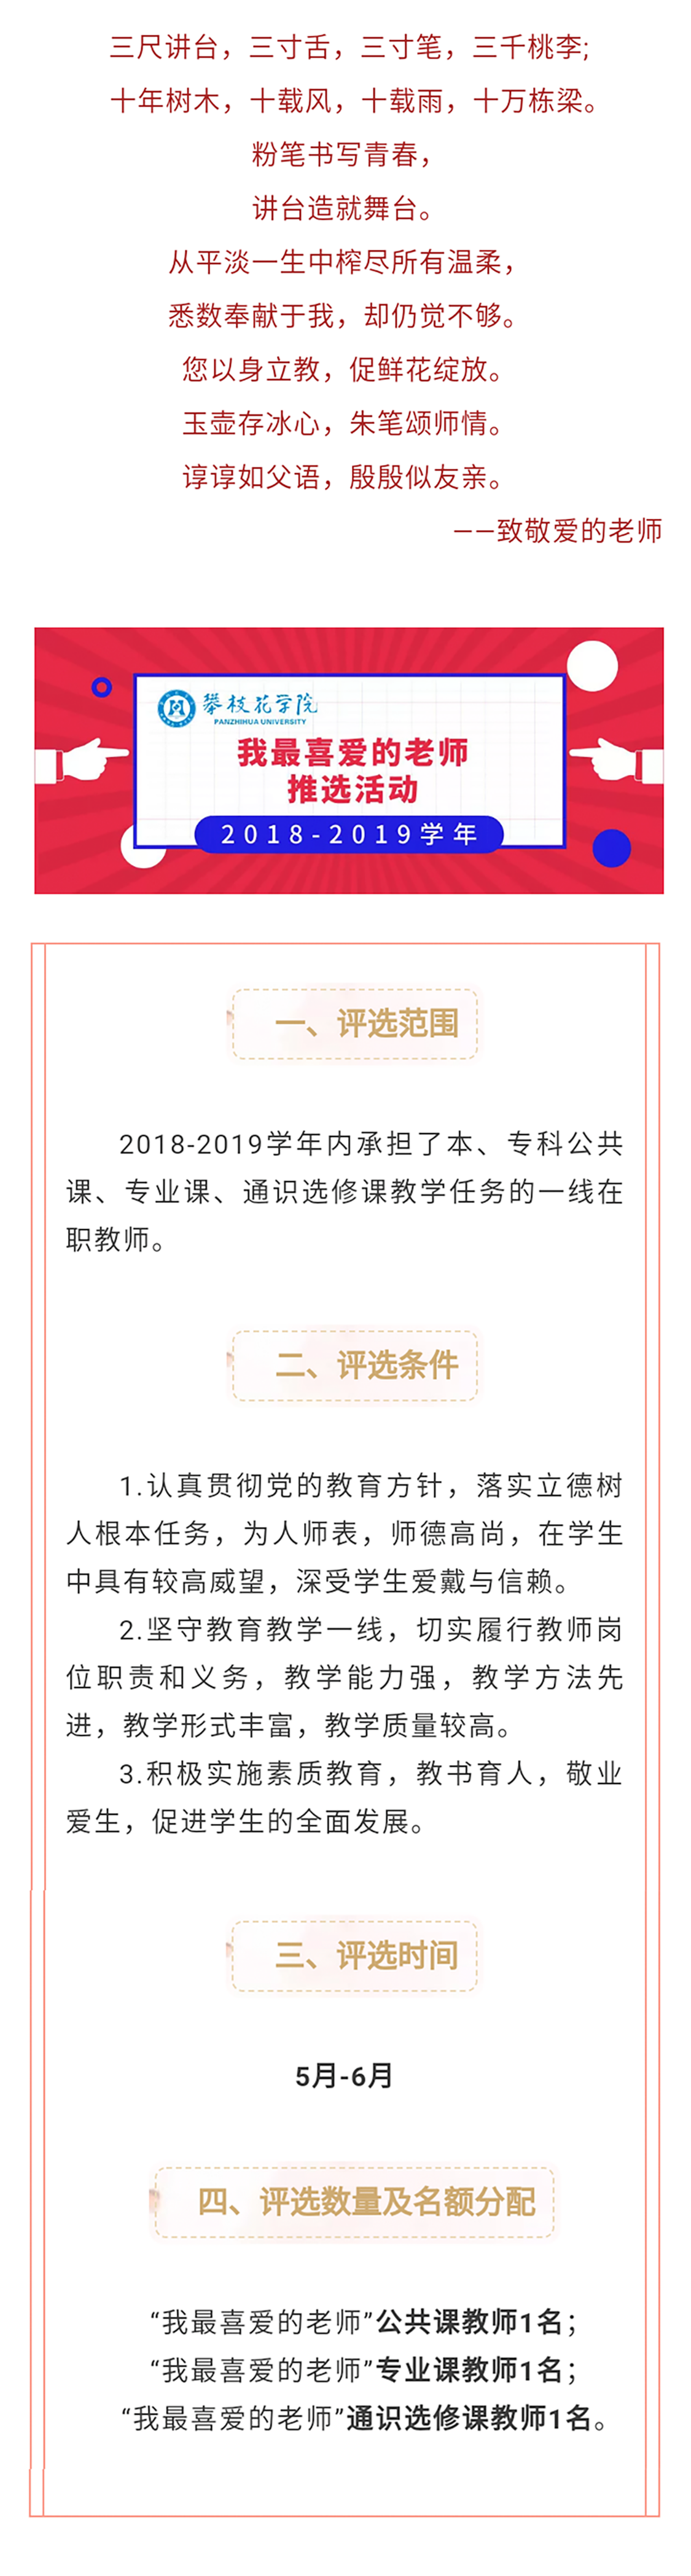 三尺讲台，三寸舌，三寸笔，三千桃李;
十年树木，十载风，十载雨，十万栋梁。
粉笔书写青春，
讲台造就舞台。
从平淡一生中榨尽所有温柔，
悉数奉献于我，却仍觉不够。
您以身立教，促鲜花绽放。
玉壶存冰心，朱笔颂师情。
谆谆如父语，殷殷似友亲。
——致敬爱的老师
攀枝花学院
PANZHIHUA UNIVERSITY
我最喜爱的老师
推选活动
2018-2019学年
一、评选范围
2018-2019学年内承担了本、专科公共
课、专业课、通识选修课教学任务的一线在
职教师。
二、评选条件
1.认真贯彻党的教育方针，落实立德树
人根本任务，为人师表，师德高尚，在学生
中具有较高威望，深受学生爱戴与信赖。
2.坚守教育教学一线，切实履行教师岗
位职责和义务，教学能力强，教学方法先
进，教学形式丰富，教学质量较高。
3.积极实施素质教育，教书育人，敬业
爱生，促进学生的全面发展。
三、评选时间
5月-6月
四、评选数量及名额分配
“我最喜爱的老师”公共课教师1名；
“我最喜爱的老师”专业课教师1名；
“我最喜爱的老师”通识选修课教师1名。